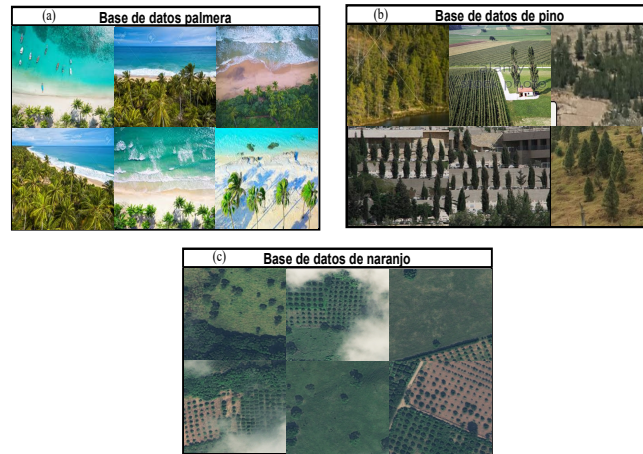 (a)
Base de datos palmera
(b)
Base de datos de pino
(c)
Base de datos de naranjo